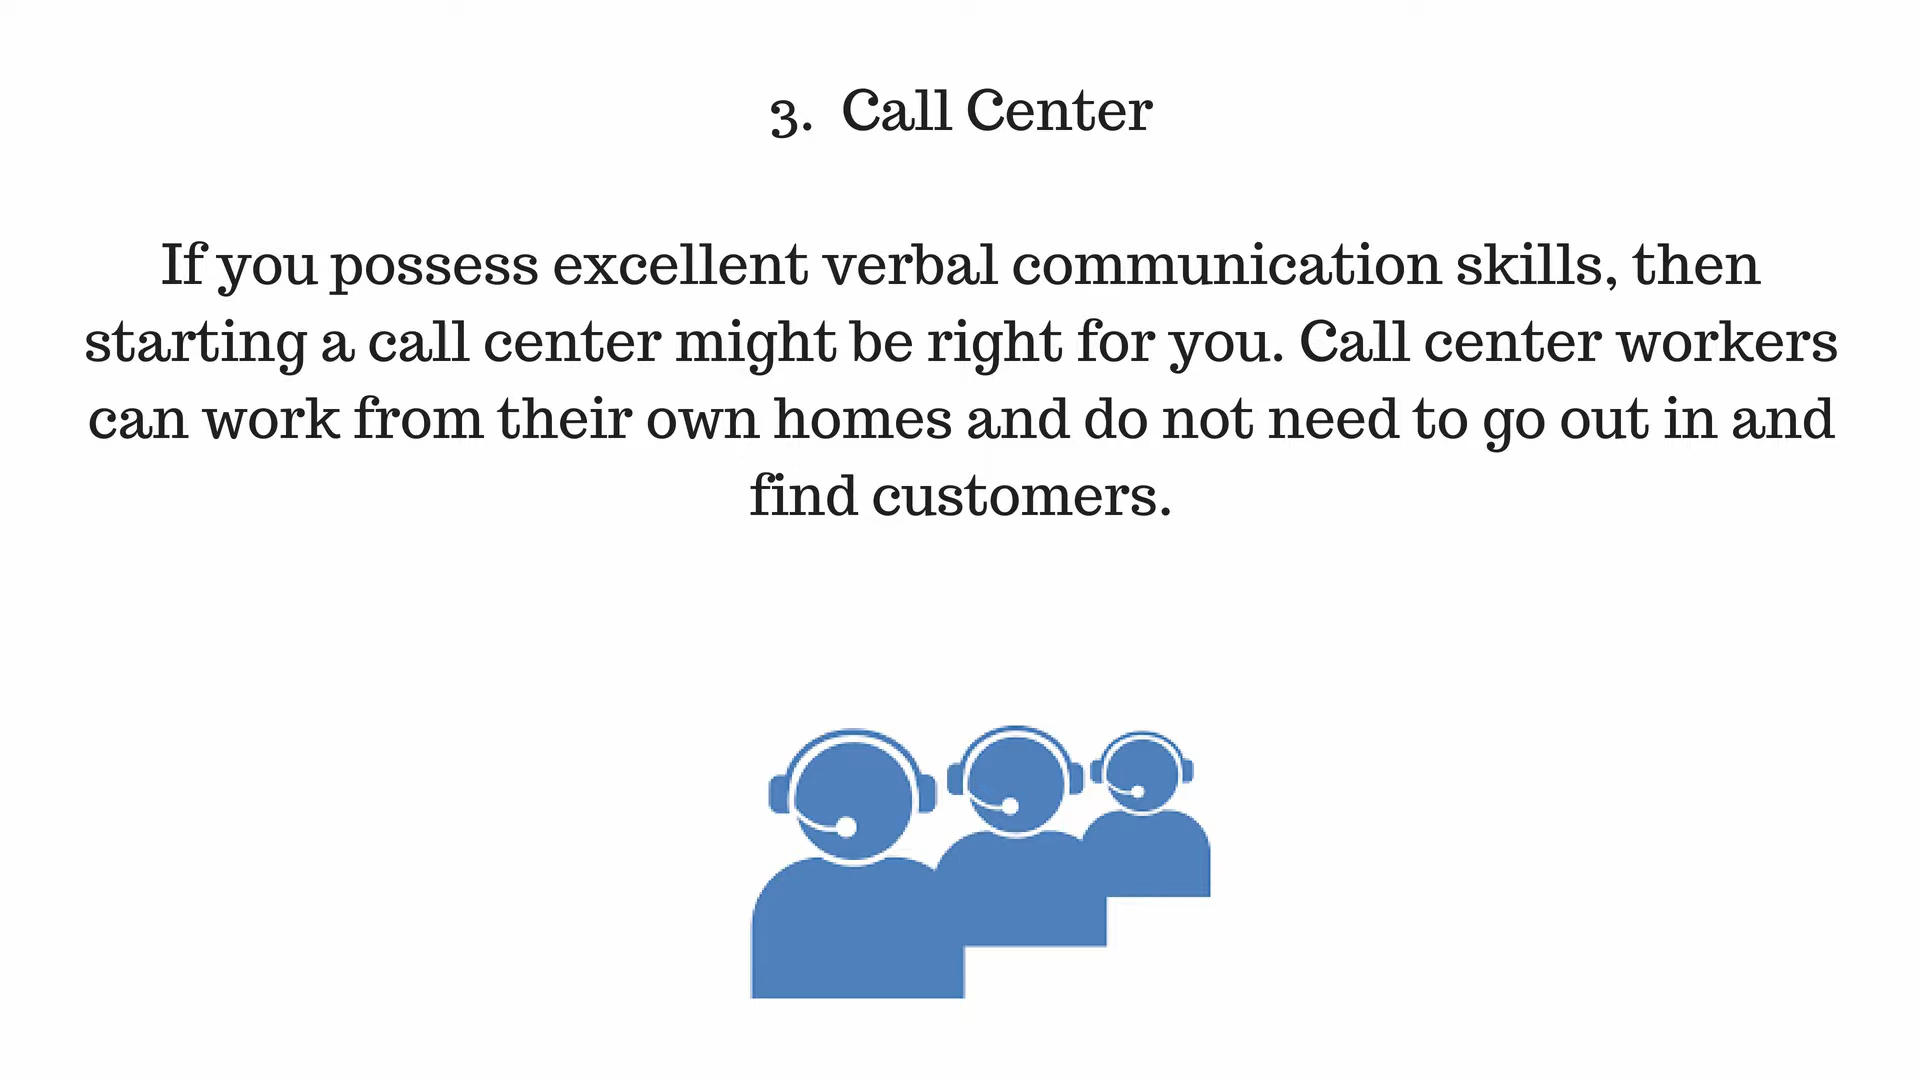 3. Call Center
If you possess excellent verbal communication skills, then
starting a call center might be right for you. Call center workers
can work from their own homes and do not need to go out in and
find customers.